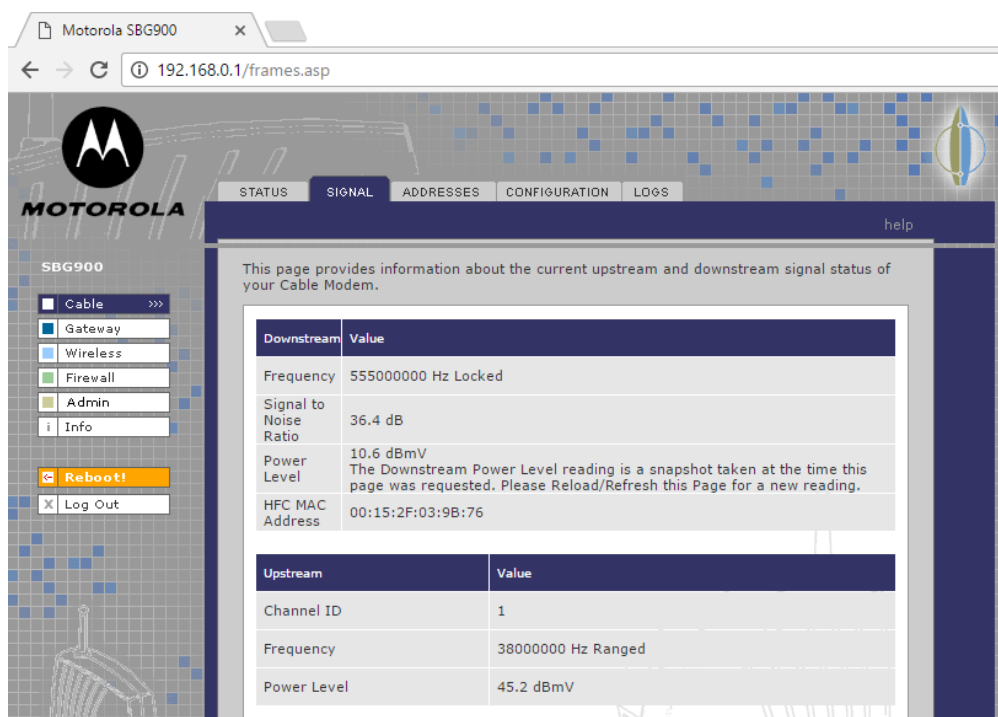 Motorola SBG900
192.168.0.1/frames.asp
MOTOROLA
STATUS SIGNAL ADDRESSES CONFIGURATION LOGS
help
SBG900
Cable >>>
Gateway
Wireless
Firewall
Admin
i Info
Reboot!
X Log Out
This page provides information about the current upstream and downstream signal status of
your Cable Modem.
Downstream Value
Frequency 555000000 Hz Locked
Signal to
Noise
Ratio
36.4 dB
Power
Level
10.6 dBmV
The Downstream Power Level reading is a snapshot taken at the time this
page was requested. Please Reload/Refresh this Page for a new reading.
HFC MAC
Address
00:15:2F:03:9B:76
Upstream Value
Channel ID 1
Frequency 38000000 Hz Ranged
Power Level 45.2 dBmV